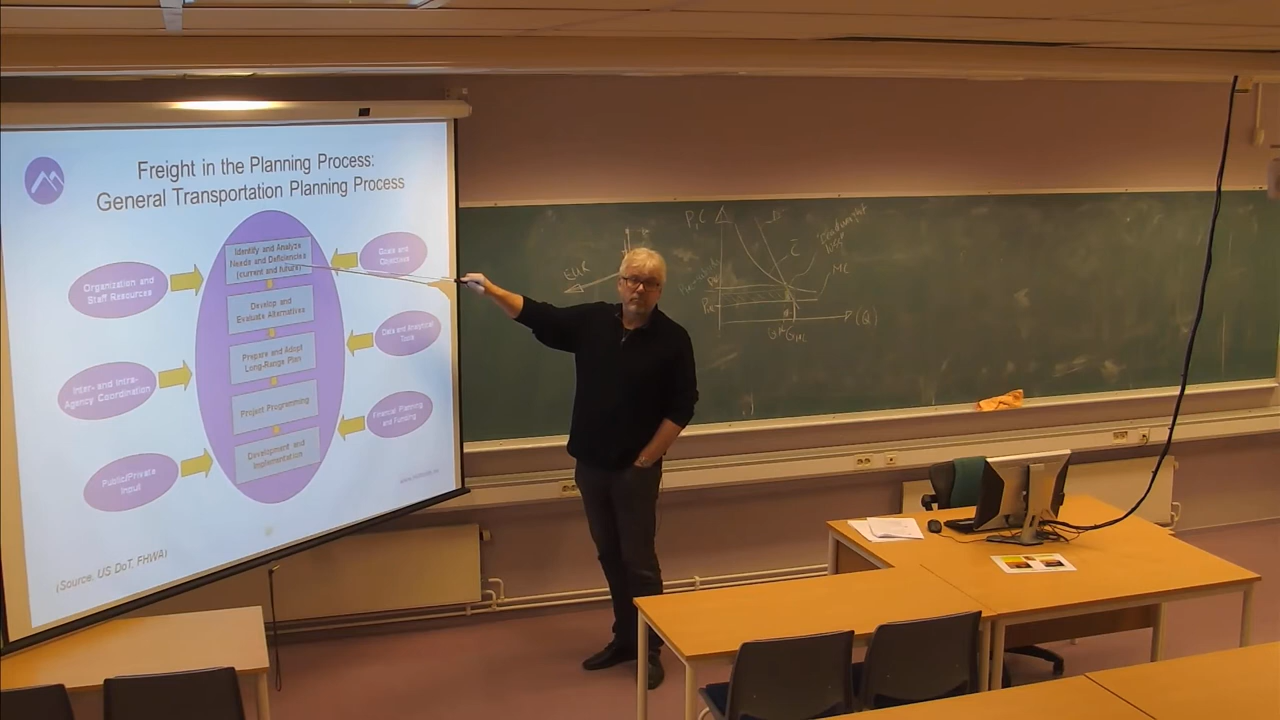 Freight in the Planning Process:
General Transportation Planning Process
Identify and Analyze
Needs and Deficiencies
(current and future)
Goals and
Objectives
Organization and
Staff Resources
Develop and
Evaluate Alternatives
Data and Analytical
Tools
Prepare and Adopt
Long-Range Plan
Inter- and Intra-
Agency Coordination
Project Programming
Financial Planning
and Funding
Development and
Implementation
Public/Private
Input
(Source, US DoT, FHWA)
EUR
P, C
D
MC
(Q)